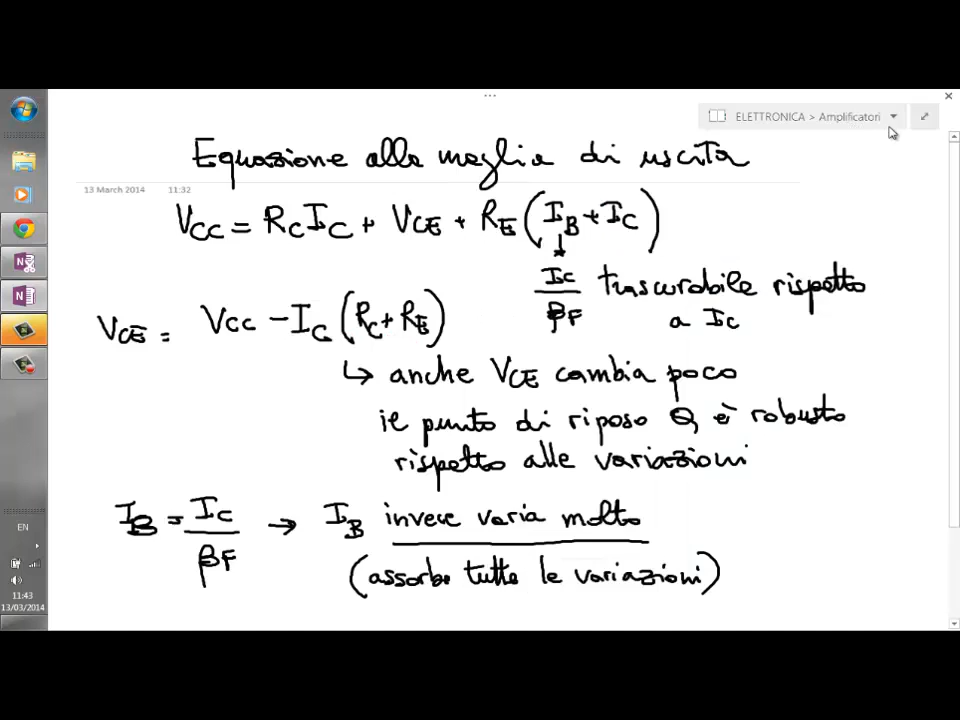 ELETTRONICA > Amplificatori
Equazione alla maglia di uscita
13 March 2014 11:32
VCC = RCIC + VCE + RE (IB + IC)
IC/βF trascurabile rispetto
a IC
VCE = VCC - IC (RC + RE)
↳ anche VCE cambia poco
il punto di riposo Q è robusto
rispetto alle variazioni
IB = IC/βF → IB invece varia molto
(assorbe tutte le variazioni)
EN
11:43
13/03/2014